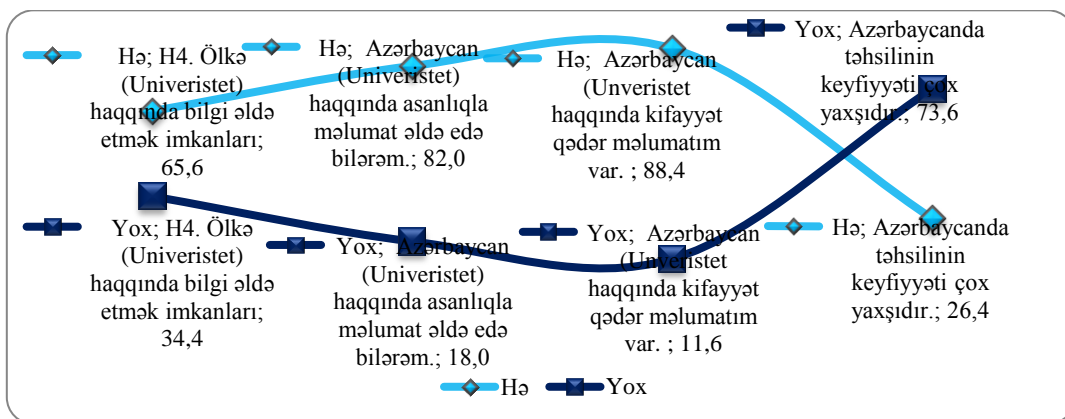 Hə; H4. Ölkə
(Univeristet)
haqqında bilgi əldə
etmək imkanları;
65,6
Hə;  Azərbaycan
(Univeristet)
haqqında asanlıqla
məlumat əldə edə
bilərəm.; 82,0
Hə;  Azərbaycan
(Unveristet
haqqında kifayyət
qədər məlumatım
var. ; 88,4
Yox; Azərbaycanda
təhsilinin
keyfiyyəti çox
yaxşıdır.; 73,6
Yox; H4. Ölkə
(Univeristet)
haqqında bilgi əldə
etmək imkanları;
34,4
Yox;  Azərbaycan
(Univeristet)
haqqında asanlıqla
məlumat əldə edə
bilərəm.; 18,0
Yox;  Azərbaycan
(Unveristet
haqqında kifayyət
qədər məlumatım
var. ; 11,6
Hə; Azərbaycanda
təhsilinin
keyfiyyəti çox
yaxşıdır.; 26,4
Hə Yox